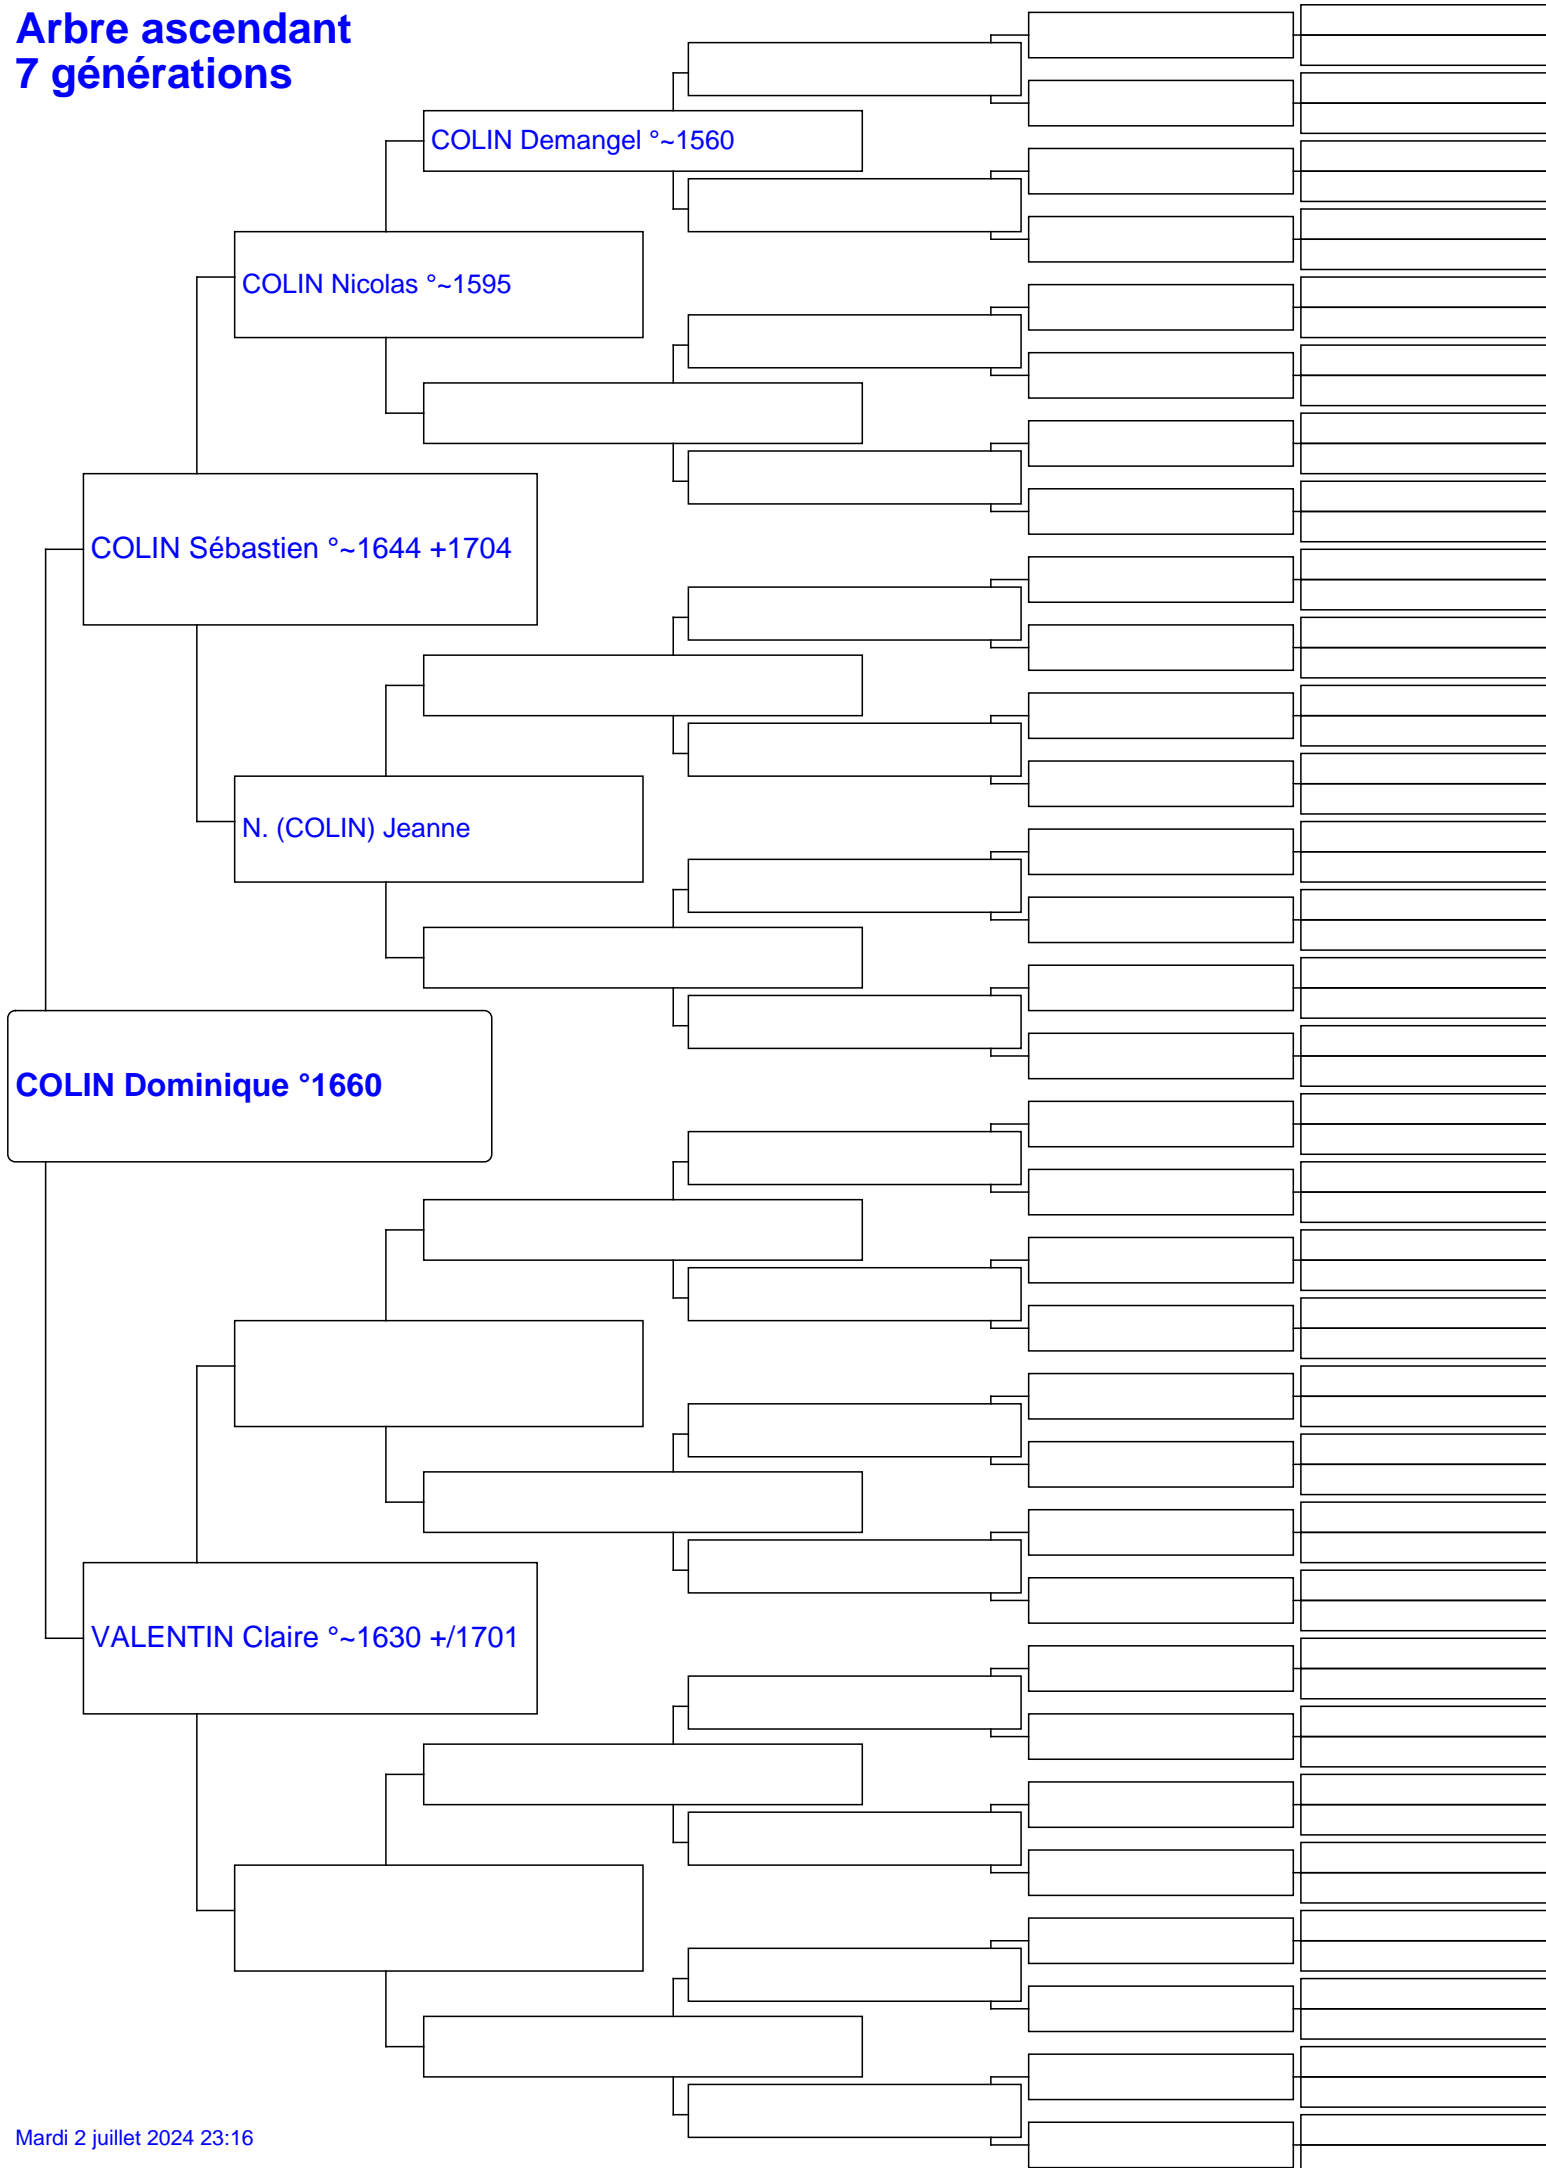 Arbre ascendant
7 générations
COLIN Demangel °~1560
COLIN Nicolas °~1595
COLIN Sébastien °~1644 +1704
N. (COLIN) Jeanne
COLIN Dominique °1660
VALENTIN Claire °~1630 +/1701
Mardi 2 juillet 2024 23:16